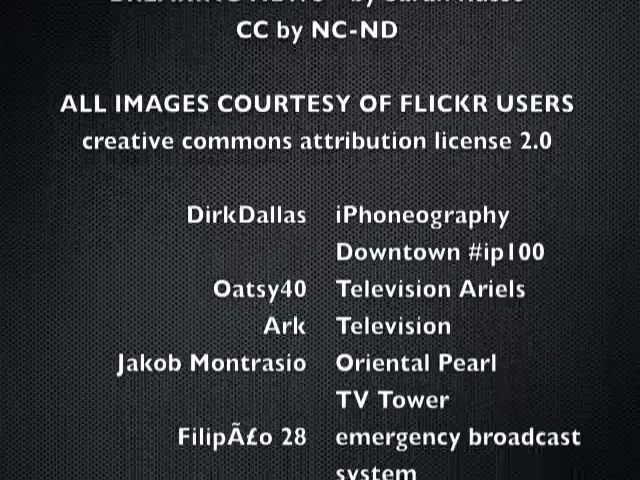 CC by NC-ND
ALL IMAGES COURTESY OF FLICKR USERS
creative commons attribution license 2.0
DirkDallas iPhoneography
Downtown #ip100
Oatsy40 Television Ariels
Ark Television
Jakob Montrasio Oriental Pearl
TV Tower
FilipÃ£o 28 emergency broadcast
system